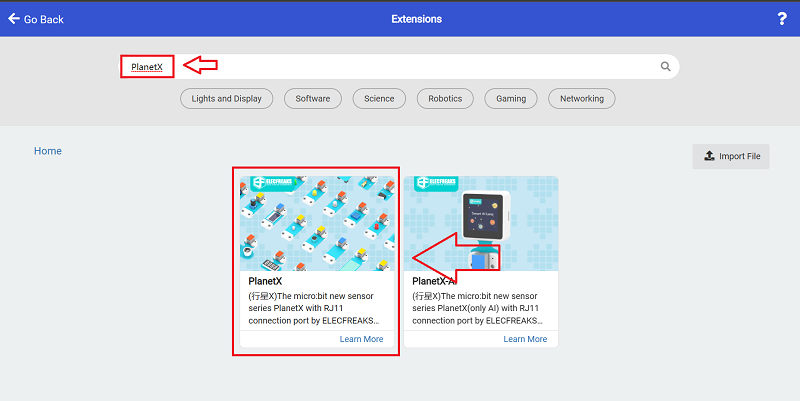 Go Back
Extensions
?
PlanetX
Lights and Display
Software
Science
Robotics
Gaming
Networking
Home
Import File
ELECFREAKS
ELECFREAKS
PlanetX
(行星X)The micro:bit new sensor
series PlanetX with RJ11
connection port by ELECFREAKS...
Learn More
PlanetX-A
(行星X)The micro:bit new sensor
series PlanetX(only AI) with RJ11
connection port by ELECFREAKS...
Learn More